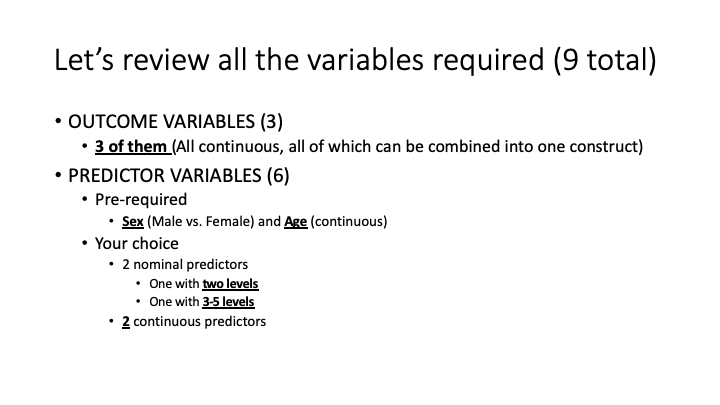 Let’s review all the variables required (9 total)
• OUTCOME VARIABLES (3)
• 3 of them (All continuous, all of which can be combined into one construct)
• PREDICTOR VARIABLES (6)
• Pre-required
• Sex (Male vs. Female) and Age (continuous)
• Your choice
• 2 nominal predictors
• One with two levels
• One with 3-5 levels
• 2 continuous predictors